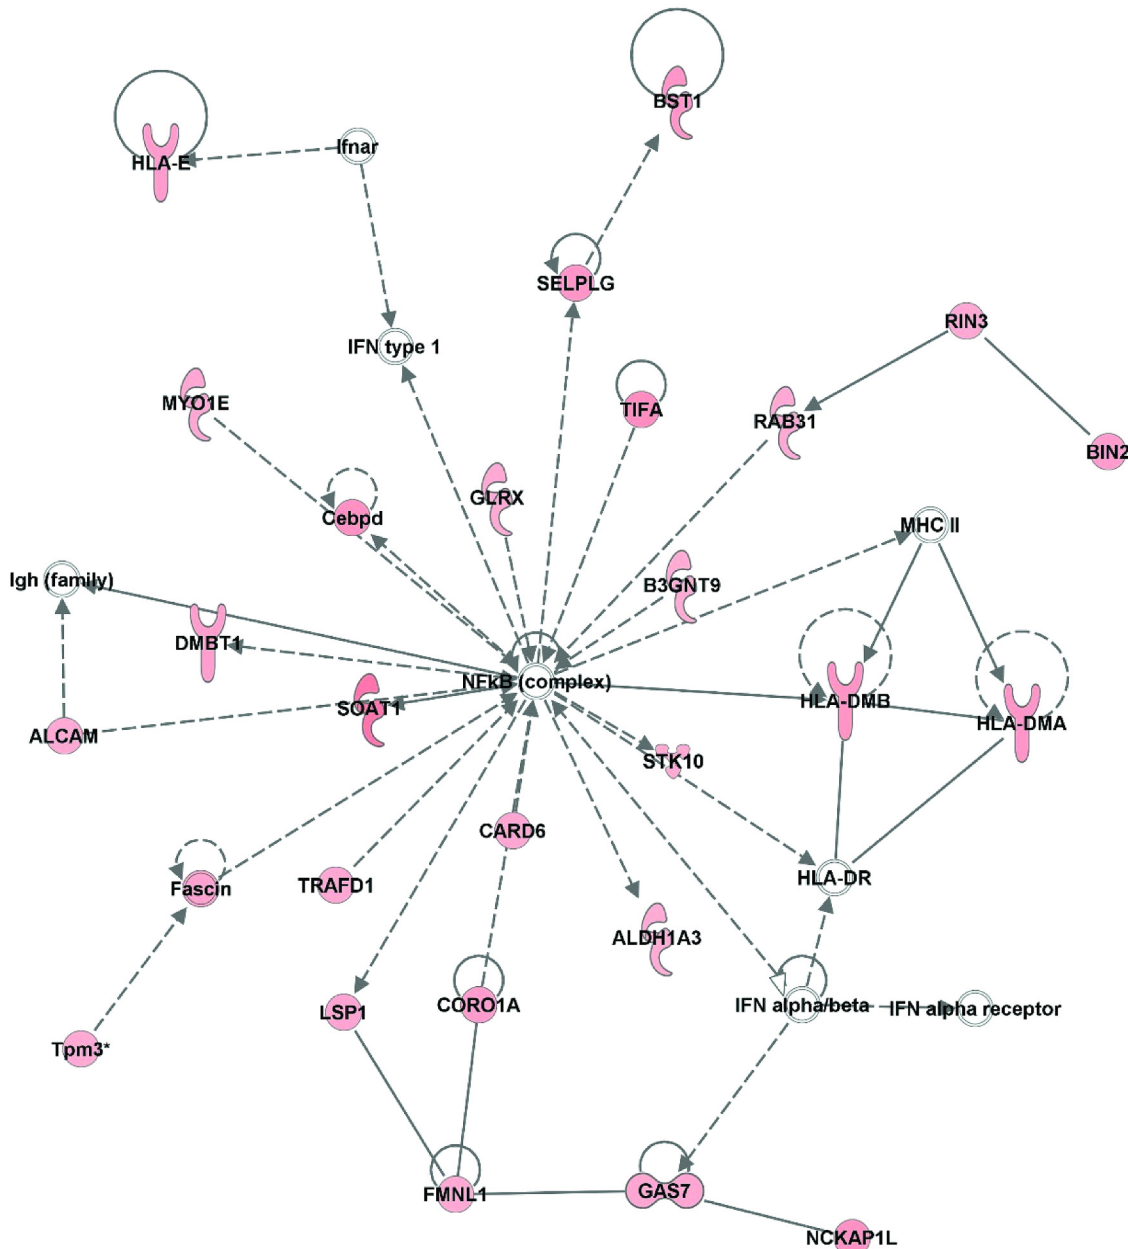 BST1
Ifnar
HLA-E
SELPLG
RIN3
IFN type 1
MYO1E
TIFA
RAB31
BIN2
GLRX
Cebpd
MHC II
Igh (family)
B3GNT9
DMBT1
NFkB (complex)
HLA-DMB
SOAT1
HLA-DMA
ALCAM
STK10
CARD6
HLA-DR
TRAFD1
Fascin
ALDH1A3
IFN alpha/beta
IFN alpha receptor
LSP1
CORO1A
Tpm3*
GAS7
FMNL1
NCKAP1L